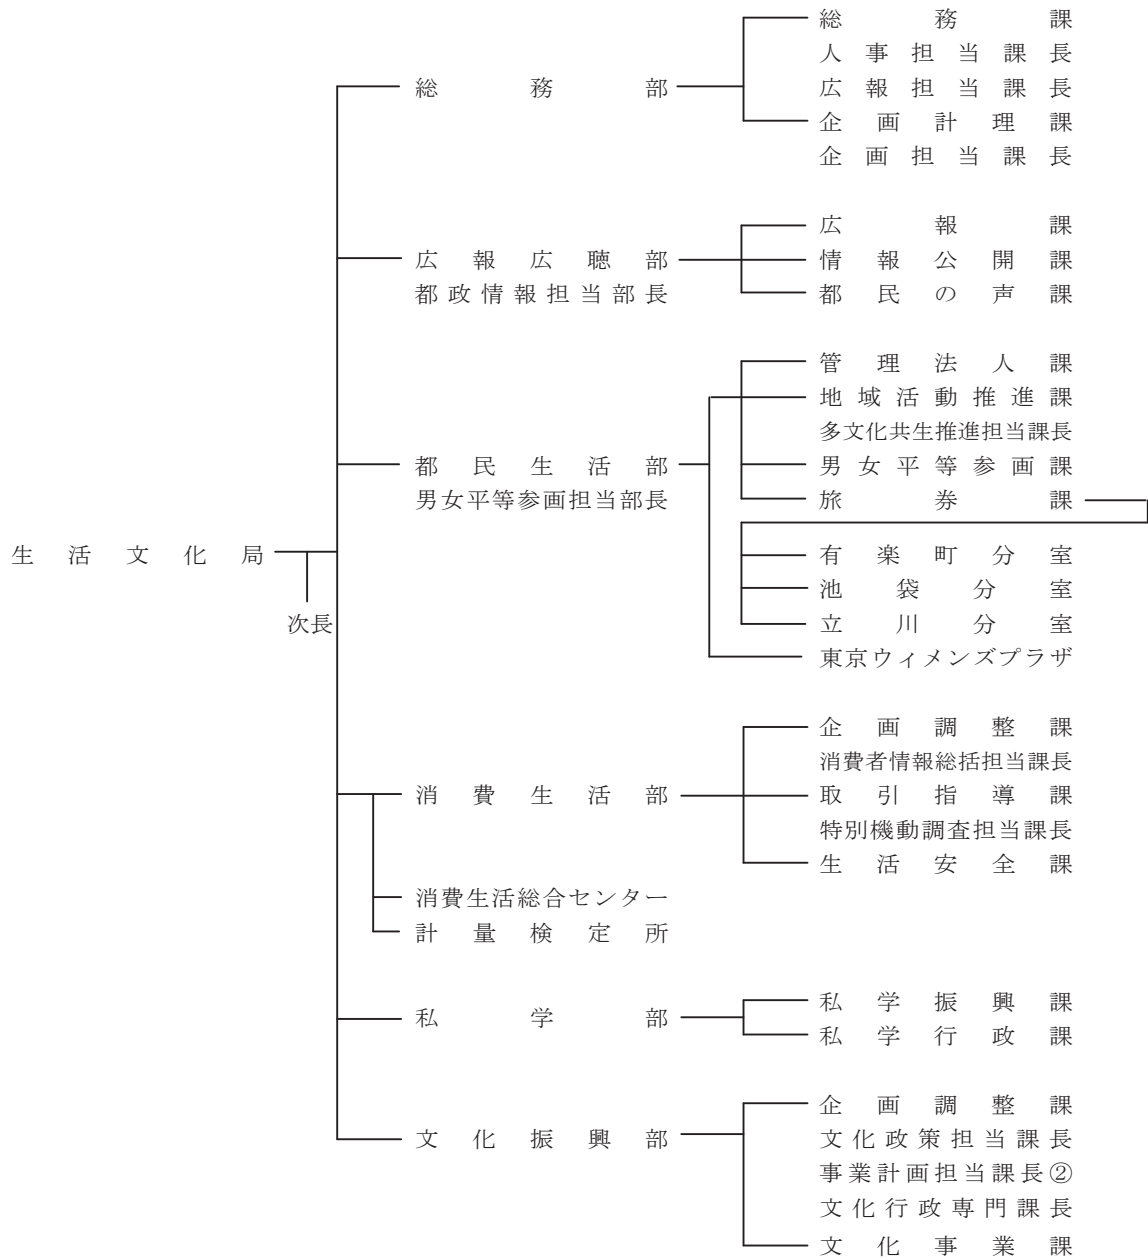 生活文化局
次長
総務部
総務課
人事担当課長
広報担当課長
企画計理課
企画担当課長
広報広聴部
都政情報担当部長
広報課
情報公開課
都民の声課
都民生活部
男女平等参画担当部長
管理法人課
地域活動推進課
多文化共生推進担当課長
男女平等参画課
旅券課
有楽町分室
池袋分室
立川分室
東京ウィメンズプラザ
消費生活部
企画調整課
消費者情報総括担当課長
取引指導課
特別機動調査担当課長
生活安全課
消費生活総合センター
計量検定所
私学部
私学振興課
私学行政課
文化振興部
企画調整課
文化政策担当課長
事業計画担当課長②
文化行政専門課長
文化事業課